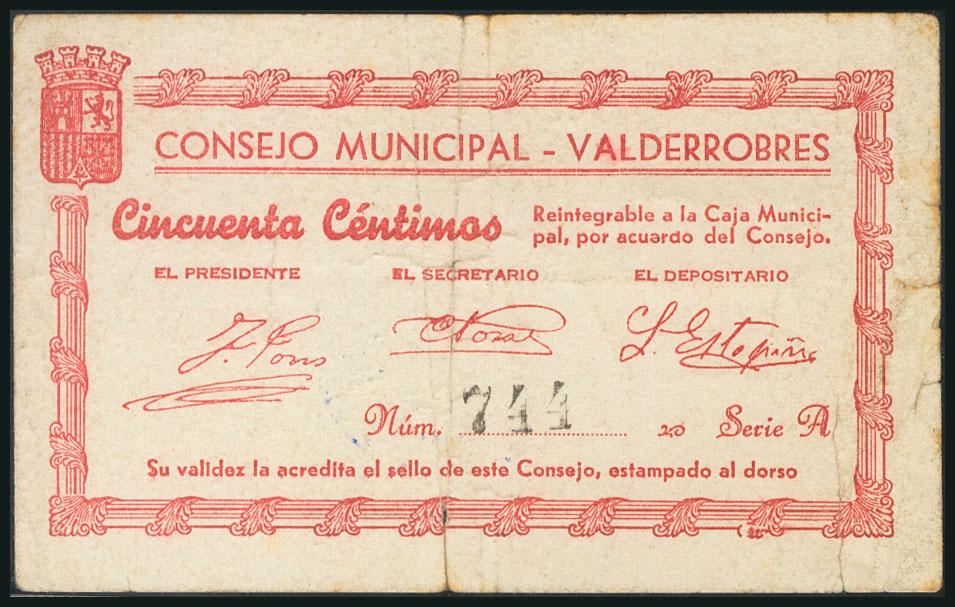 CONSEJO MUNICIPAL - VALDERROBRES
Cincuenta Céntimos
Reintegrable a la Caja Munici-
pal, por acuerdo del Consejo.
EL PRESIDENTE EL SECRETARIO EL DEPOSITARIO
J. Pons
Núm. 744 Serie A
Su validez la acredita el sello de este Consejo, estampado al dorso